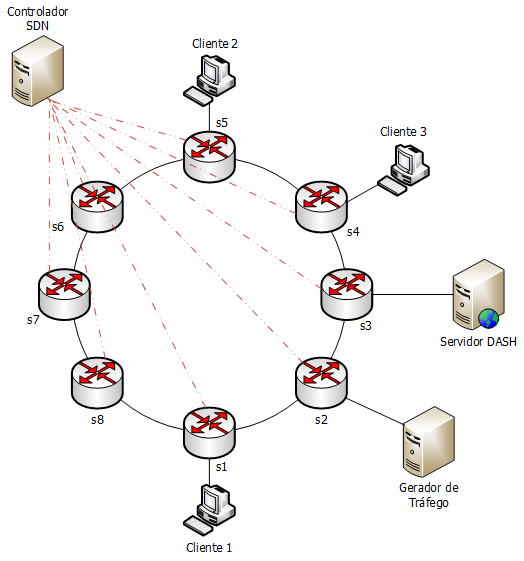 Controlador
SDN
Cliente 2
s5
Cliente 3
s4
s6
s7
s3
Servidor DASH
s8
s2
s1
Gerador de
Tráfego
Cliente 1